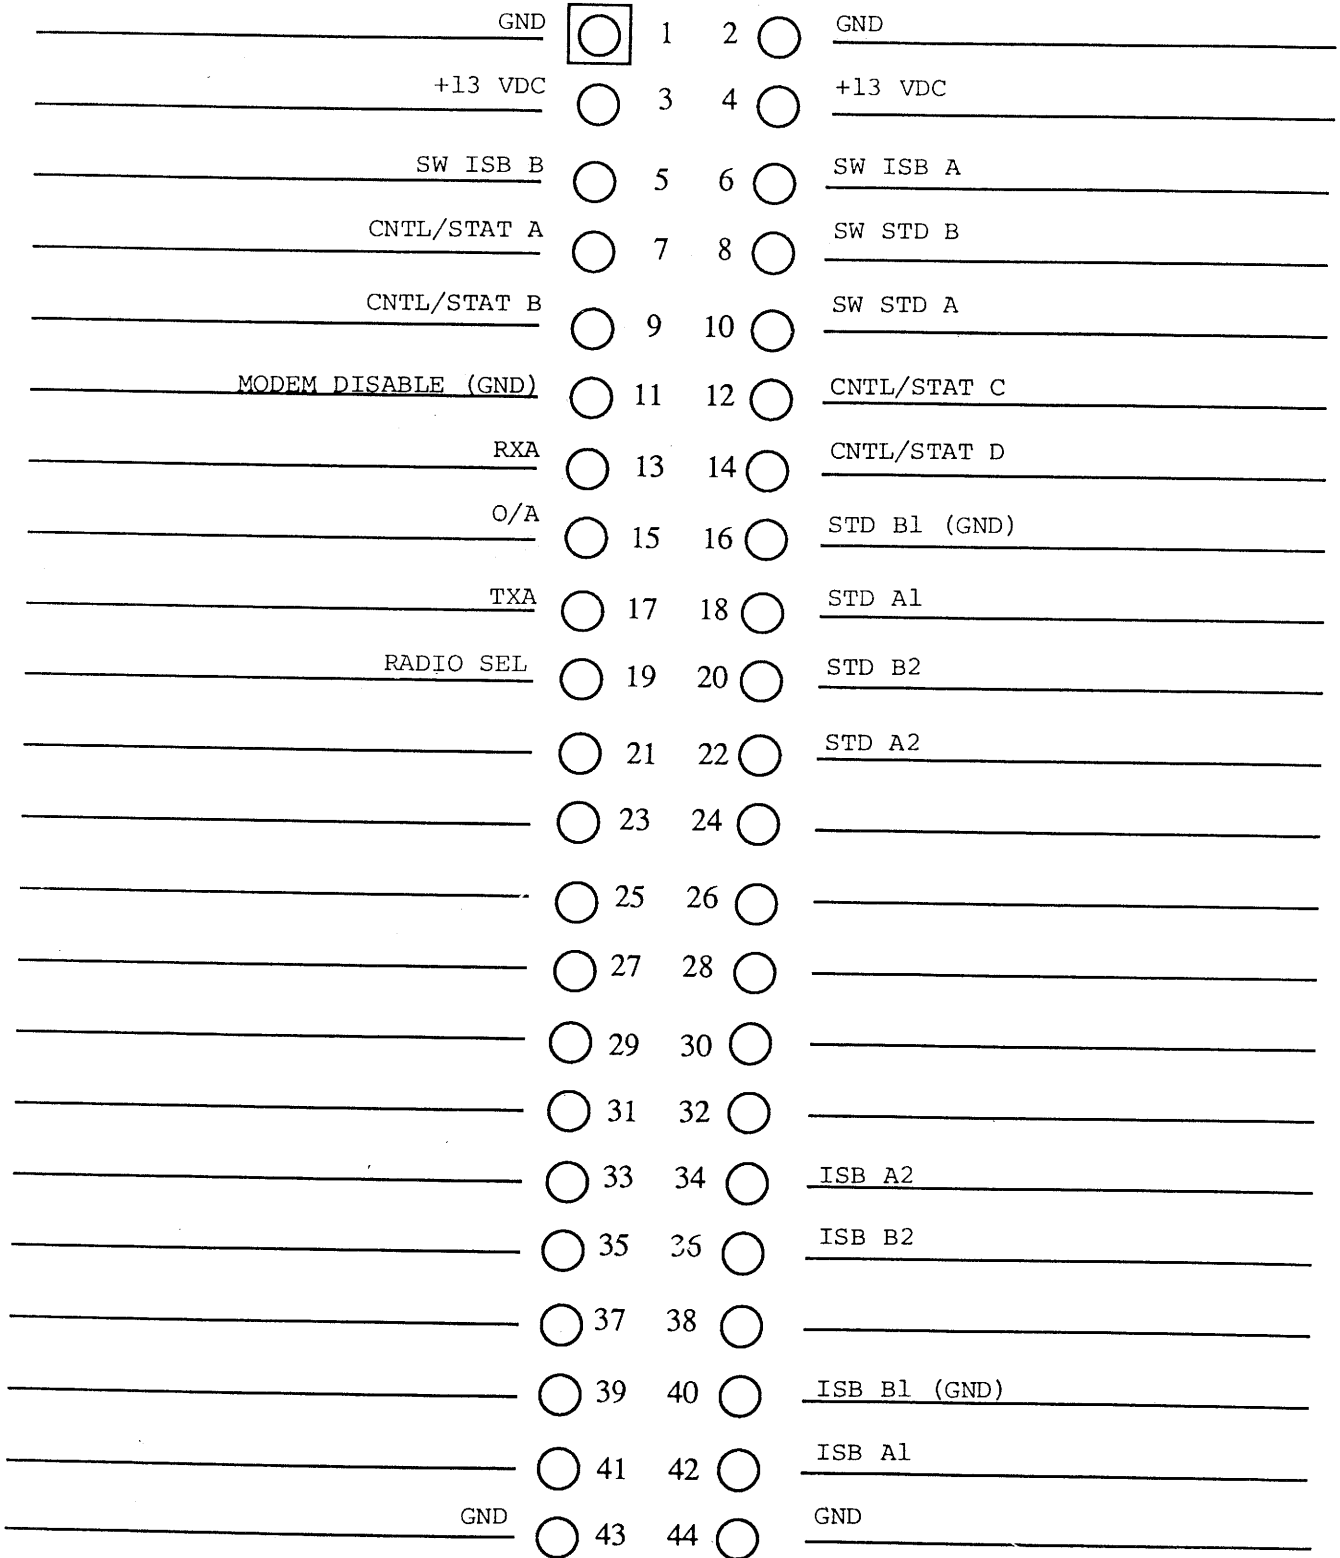 GND 1 2 GND
+13 VDC 3 4 +13 VDC
SW ISB B 5 6 SW ISB A
CNTL/STAT A 7 8 SW STD B
CNTL/STAT B 9 10 SW STD A
MODEM DISABLE (GND) 11 12 CNTL/STAT C
RXA 13 14 CNTL/STAT D
O/A 15 16 STD B1 (GND)
TXA 17 18 STD A1
RADIO SEL 19 20 STD B2
21 22 STD A2
23 24
25 26
27 28
29 30
31 32
33 34 ISB A2
35 36 ISB B2
37 38
39 40 ISB B1 (GND)
41 42 ISB A1
GND 43 44 GND